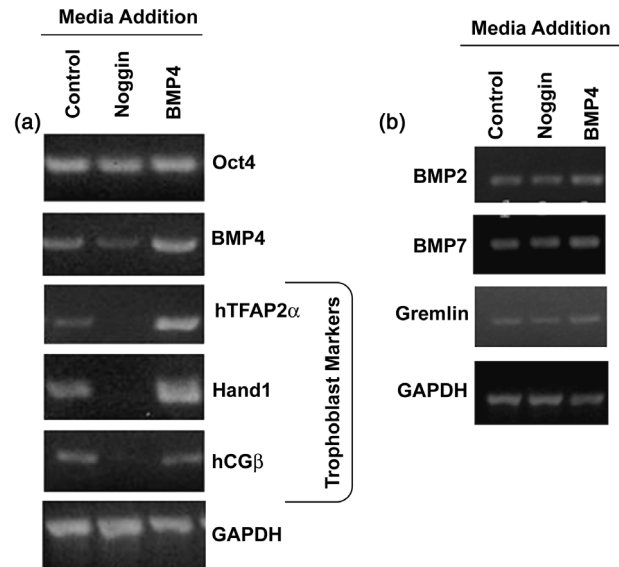 Media Addition
Control
Noggin
BMP4
(a)
Oct4
BMP4
hTFAP2α
Hand1
hCGβ
GAPDH
Trophoblast Markers
Media Addition
Control
Noggin
BMP4
(b)
BMP2
BMP7
Gremlin
GAPDH